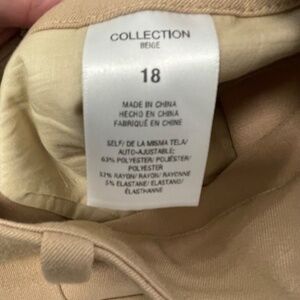 COLLECTION
BEIGE
18
MADE IN CHINA
HECHO EN CHINA
FABRIQUÉ EN CHINE
SELF/ DE LA MISMA TELA/
AUTO-AJUSTABLE;
63% POLYESTER/ POLIÉSTER/
POLYESTER
32% RAYON/ RAYÓN/ RAYONNE
5% ELASTANE/ ELASTANO/
ÉLASTHANNE